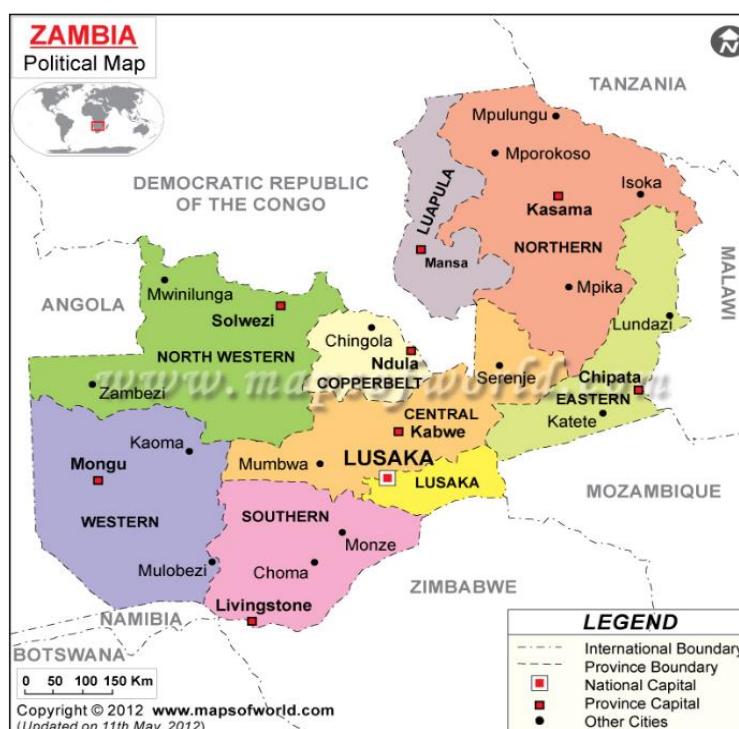 ZAMBIA
Political Map
N
TANZANIA
Mpulungu
Mporokoso
DEMOCRATIC REPUBLIC
OF THE CONGO
LUAPULA
Isoka
Kasama
NORTHERN
Mansa
MALAWI
Mwinilunga
Mpika
ANGOLA
Solwezi
Lundazi
Chingola
NORTH WESTERN
Ndula
COPPERBELT
Serenje
Chipata
www.mapsofworld.com
Zambezi
EASTERN
CENTRAL
Katete
Kabwe
Kaoma
LUSAKA
Mumbwa
Mongu
LUSAKA
MOZAMBIQUE
WESTERN
SOUTHERN
Monze
Mulobezi
Choma
ZIMBABWE
Livingstone
NAMIBIA
BOTSWANA
0 50 100 150 Km
Copyright © 2012 www.mapsofworld.com
(Updated on 11th May, 2012)
LEGEND
International Boundary
Province Boundary
National Capital
Province Capital
Other Cities